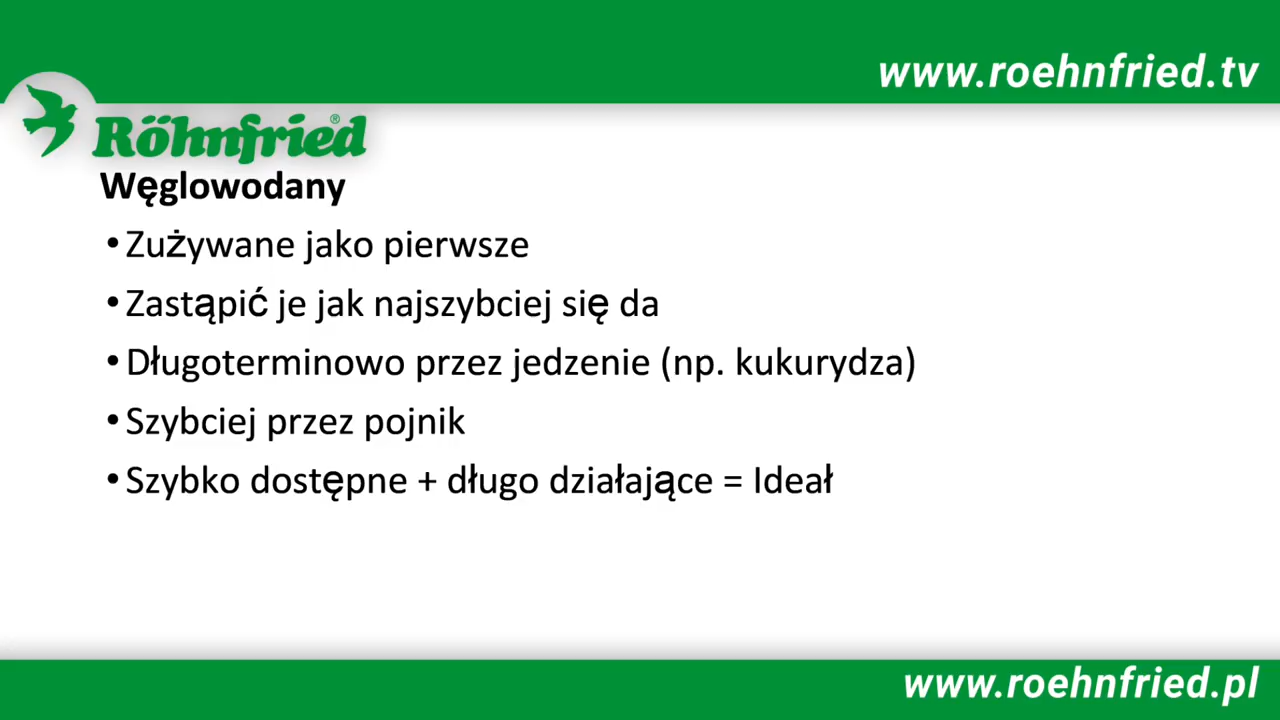 www.roehnfried.tv
Röhnfried®
Węglowodany
•Zużywane jako pierwsze
•Zastąpić je jak najszybciej się da
•Długoterminowo przez jedzenie (np. kukurydza)
•Szybciej przez pojnik
•Szybko dostępne + długo działające = Ideał
www.roehnfried.pl